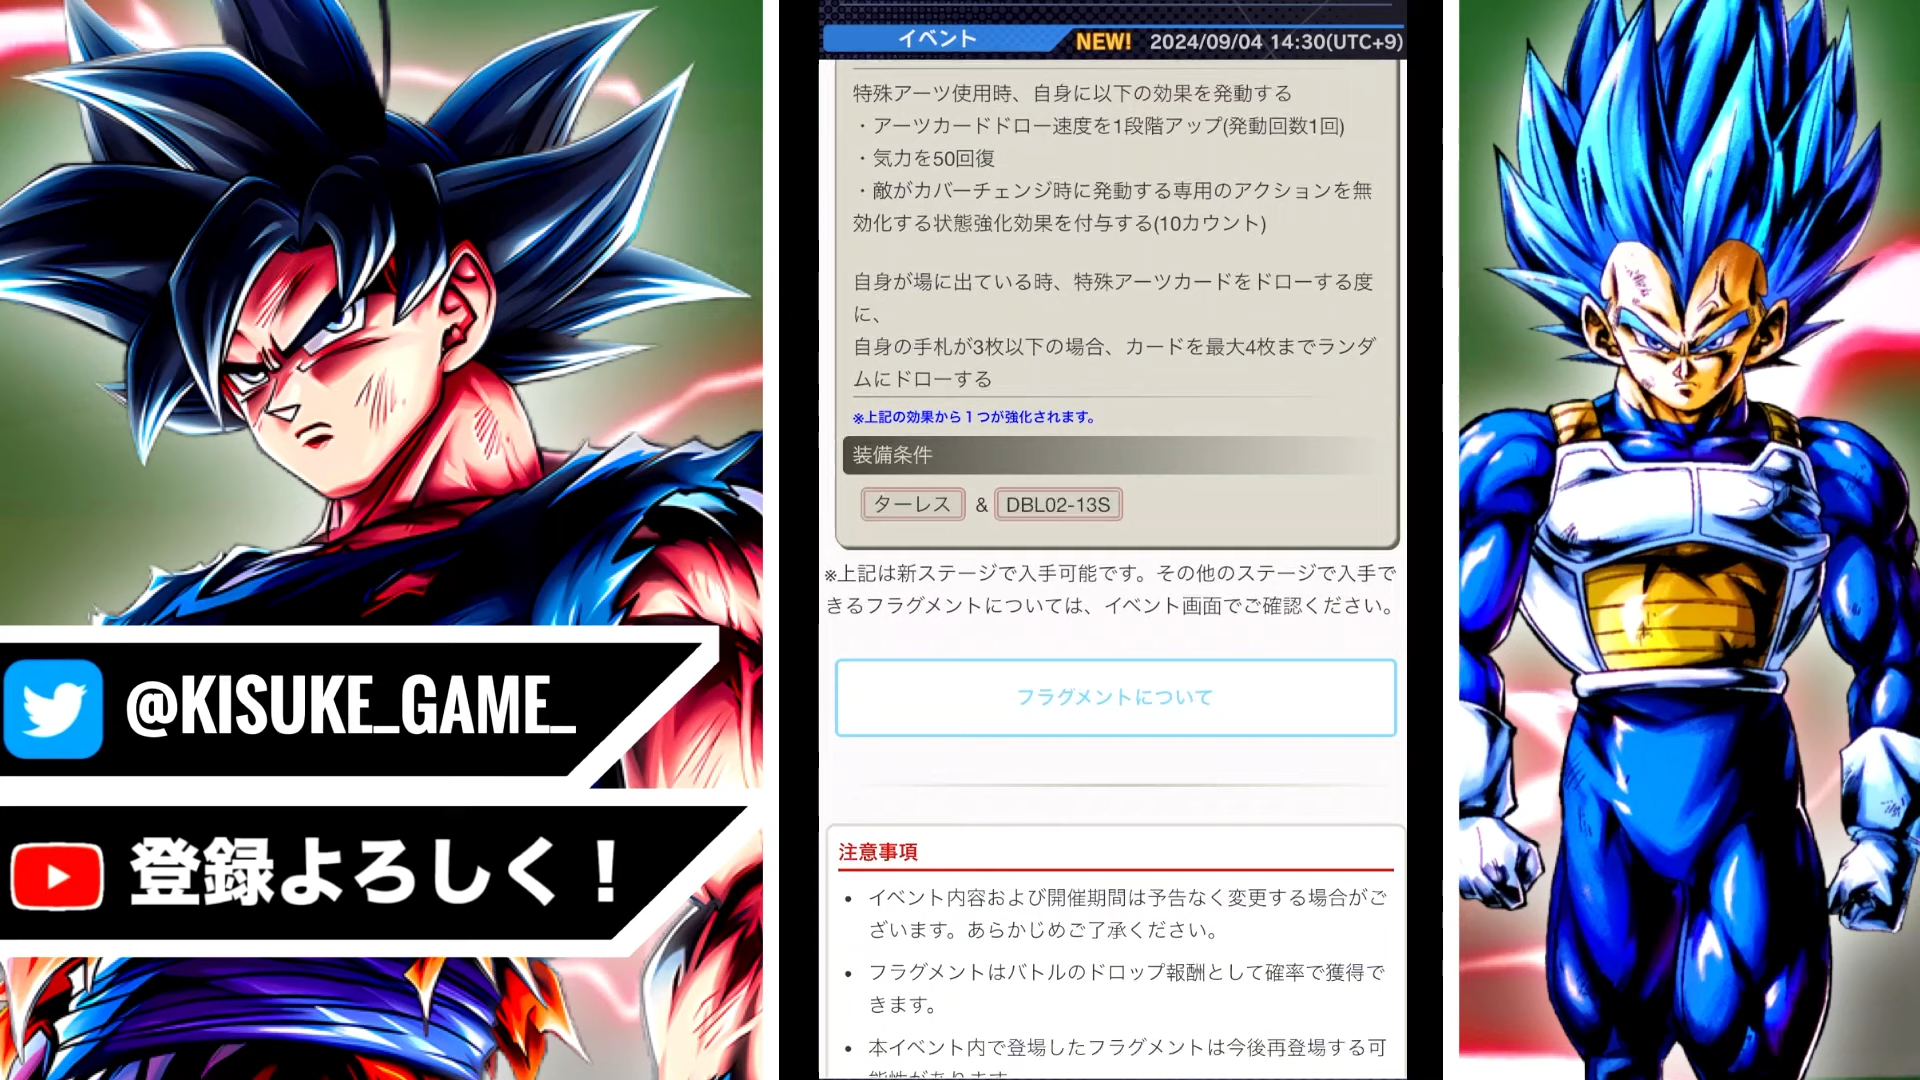 @KISUKE_GAME_
登録よろしく！
イベント NEW! 2024/09/04 14:30(UTC+9)
特殊アーツ使用時、自身に以下の効果を発動する
・アーツカードドロー速度を1段階アップ(発動回数1回)
・気力を50回復
・敵がカバーチェンジ時に発動する専用のアクションを無
効化する状態強化効果を付与する(10カウント)
自身が場に出ている時、特殊アーツカードをドローする度
に、
自身の手札が3枚以下の場合、カードを最大4枚までランダ
ムにドローする
※上記の効果から１つが強化されます。
装備条件
ターレス & DBL02-13S
※上記は新ステージで入手可能です。その他のステージで入手で
きるフラグメントについては、イベント画面でご確認ください。
フラグメントについて
注意事項
• イベント内容および開催期間は予告なく変更する場合がご
ざいます。あらかじめご了承ください。
• フラグメントはバトルのドロップ報酬として確率で獲得で
きます。
• 本イベント内で登場したフラグメントは今後再登場する可
能性があります。